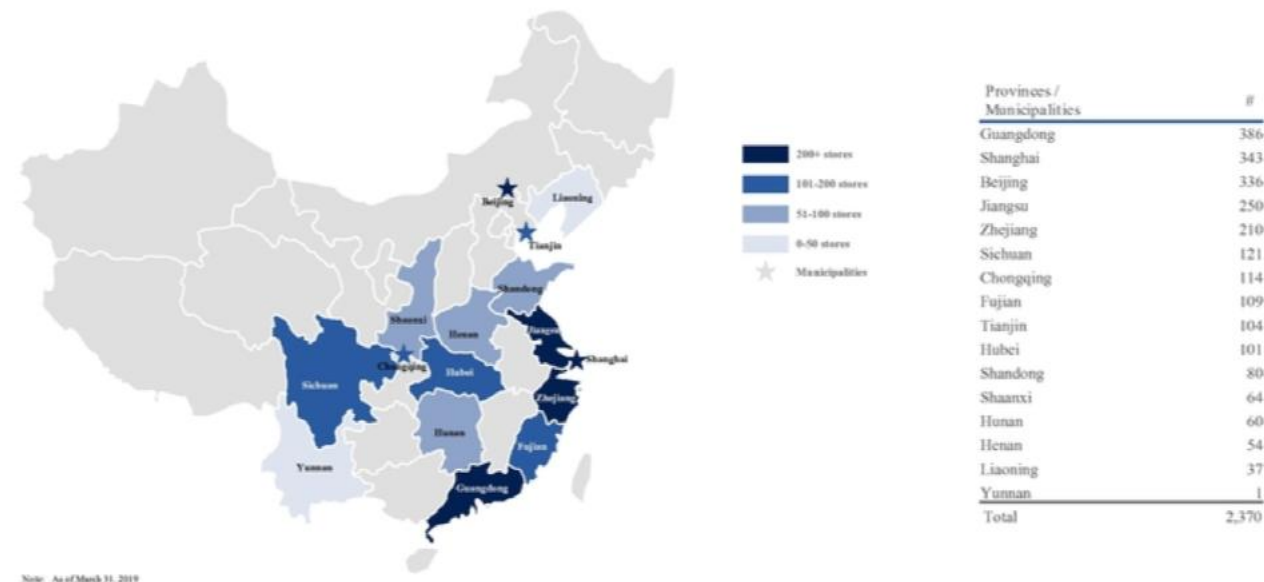 Beijing
Liaoning
Tianjin
Shandong
Shaanxi
Henan
Jiangsu
Shanghai
Chongqing
Hubei
Sichuan
Zhejiang
Hunan
Fujian
Yunnan
Guangdong
200+ stores
101-200 stores
51-100 stores
0-50 stores
Municipalities
Provinces /
Municipalities #
Guangdong 386
Shanghai 343
Beijing 336
Jiangsu 250
Zhejiang 210
Sichuan 121
Chongqing 114
Fujian 109
Tianjin 104
Hubei 101
Shandong 80
Shaanxi 64
Hunan 60
Henan 54
Liaoning 37
Yunnan 1
Total 2,370
Note: As of March 31, 2019